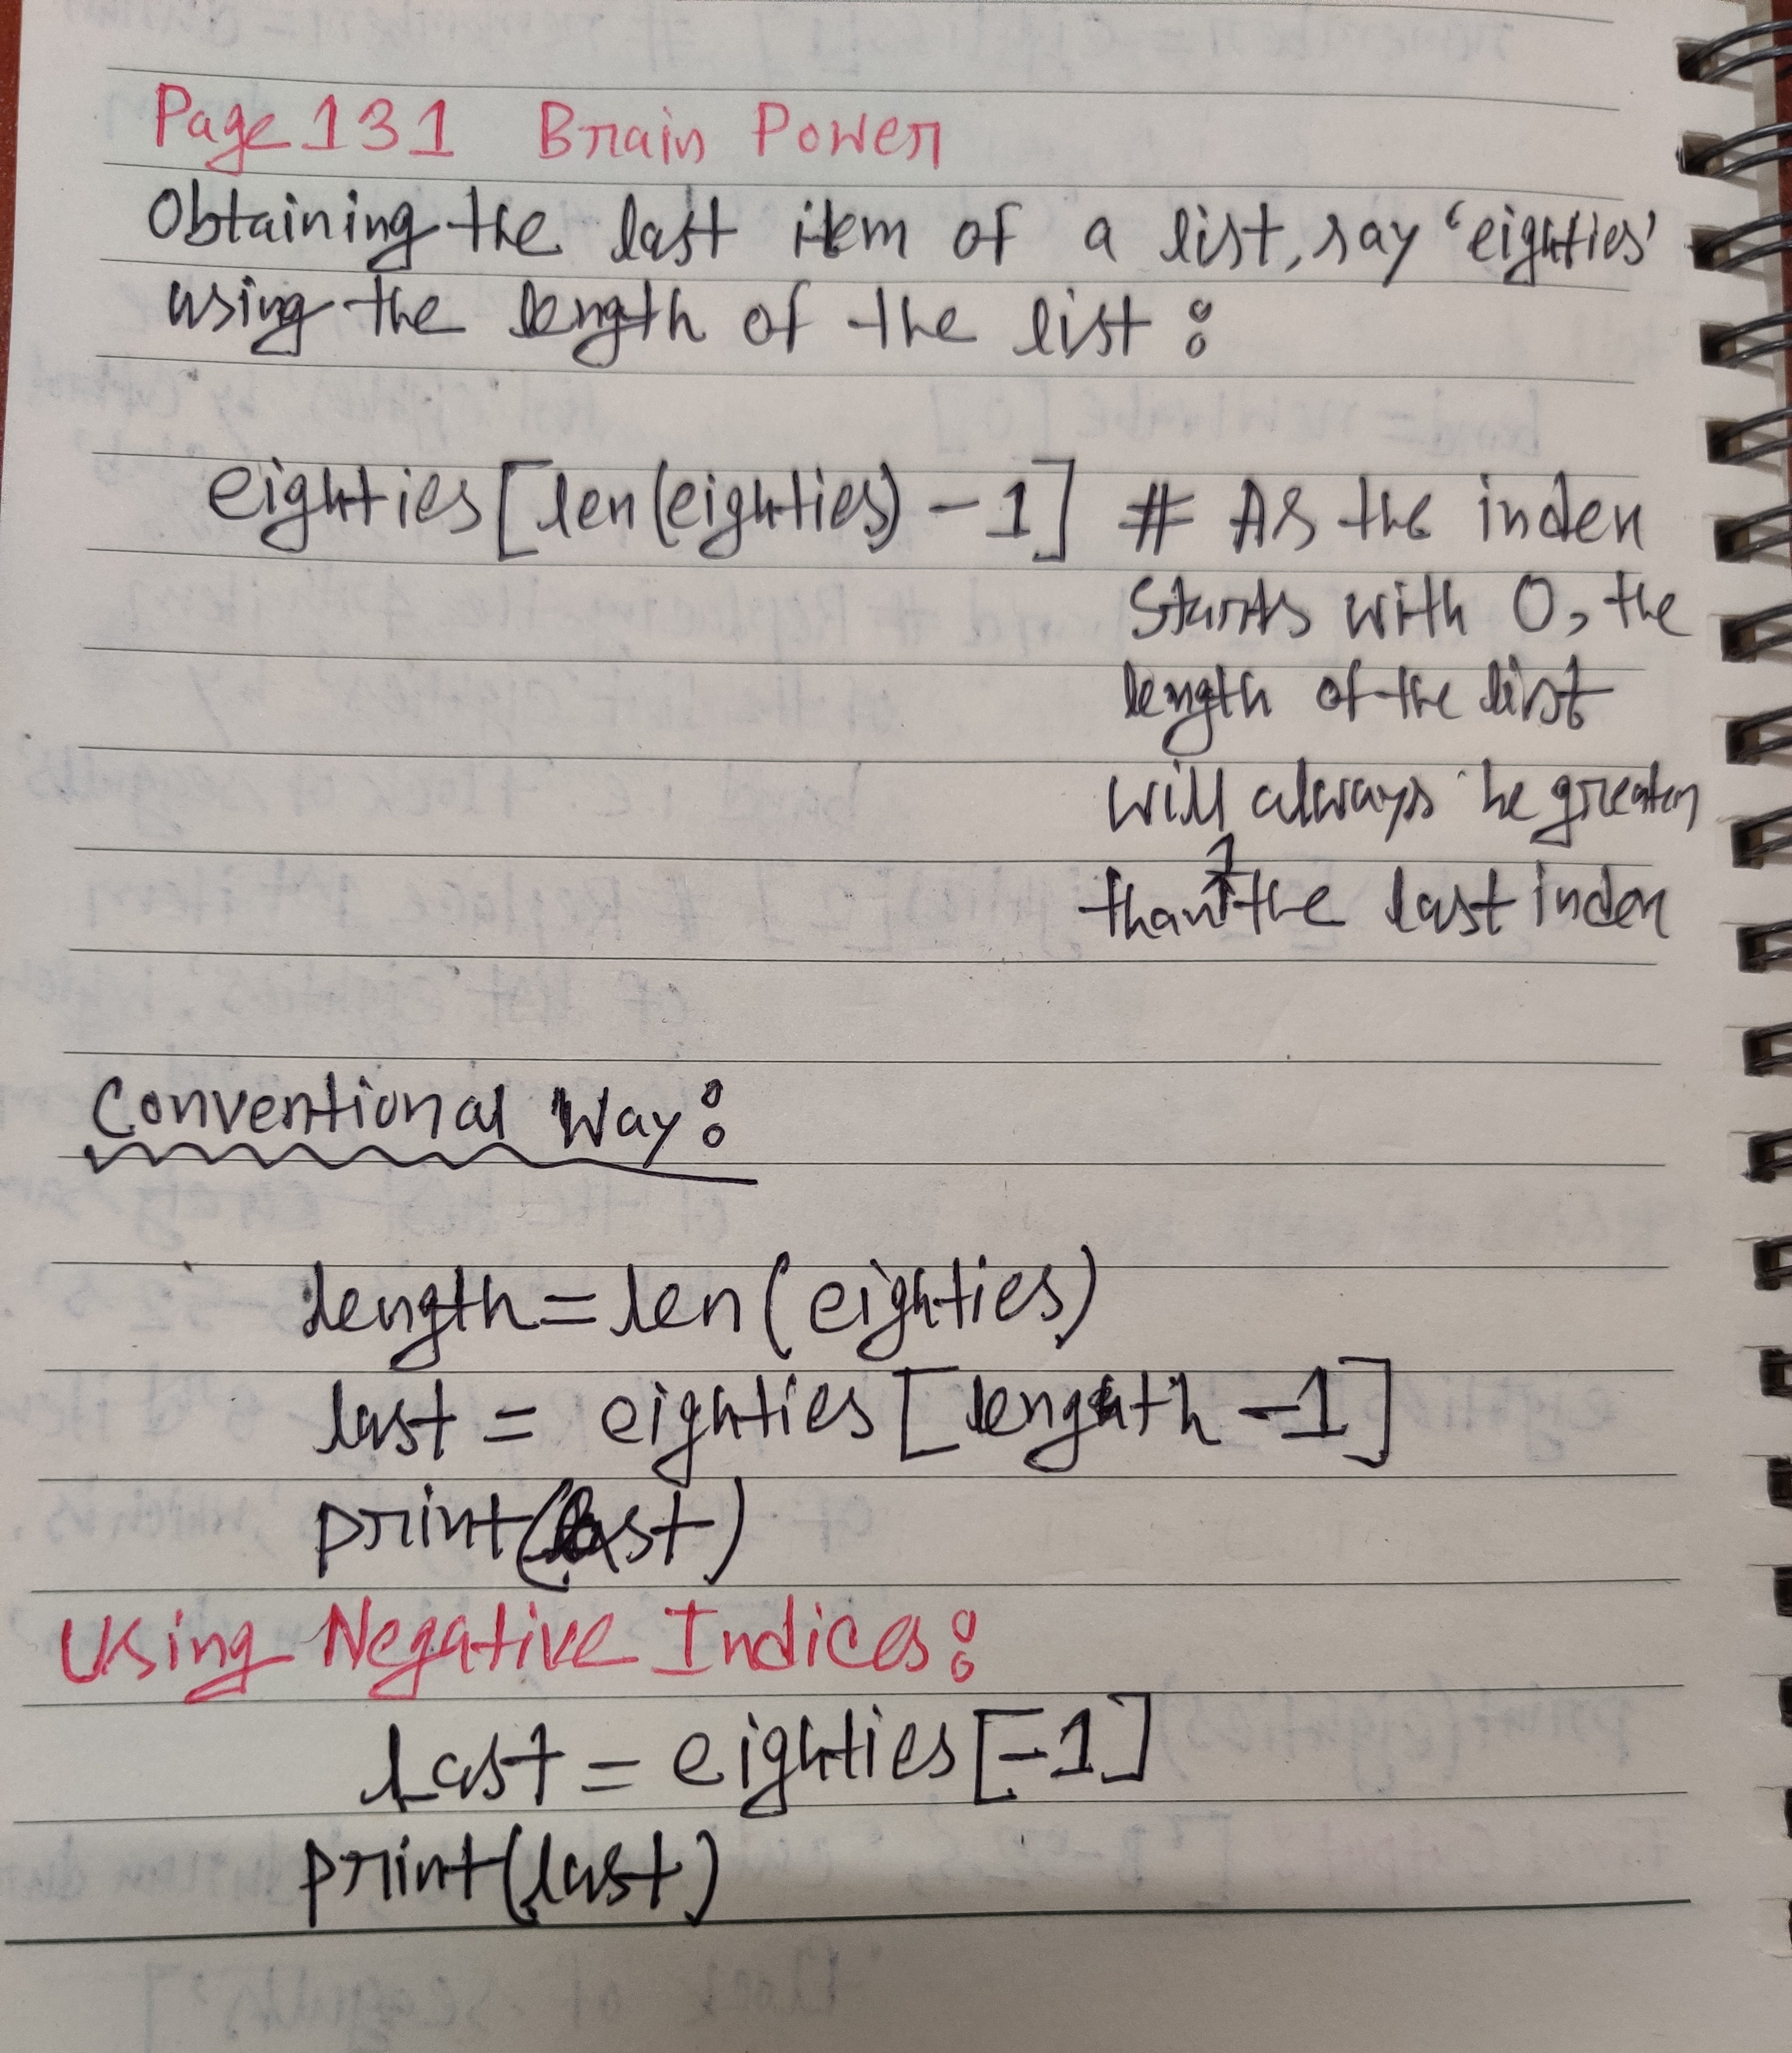 Page 131 Brain Power
Obtaining the last item of a list, say 'eighties'
using the length of the list :
eighties [len(eighties) - 1] # As the index
starts with 0, the
length of the list
will always be greater
than 1 the last index
Conventional Way:
length = len(eighties)
last = eighties [length - 1]
print(last)
Using Negative Indices:
last = eighties [-1]
print(last)